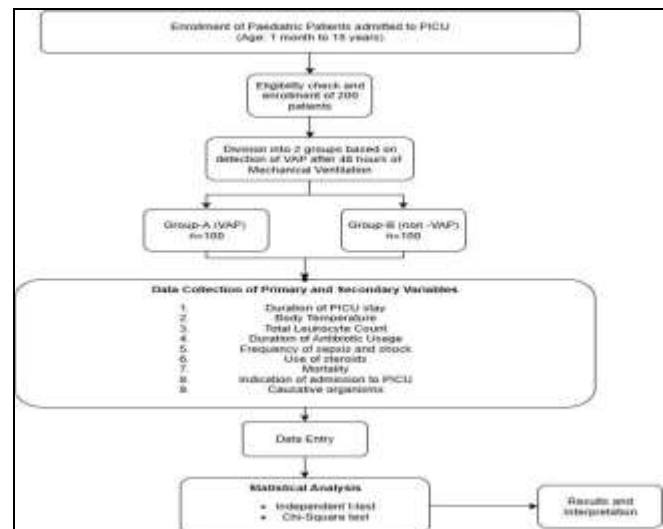 Enrollment of Paediatric Patients admitted to PICU
(Age: 1 month to 18 years)
Eligibility check and
enrollment of 200
patients
Division into 2 groups based on
detection of VAP after 48 hours of
Mechanical Ventilation
Group-A (VAP)
n=100
Group-B (non -VAP)
n=100
Data Collection of Primary and Secondary Variables
1. Duration of PICU stay
2. Body Temperature
3. Total Leukocyte Count
4. Duration of Antibiotic Usage
5. Frequency of sepsis and shock
6. Use of steroids
7. Mortality
8. Indication of admission to PICU
9. Causative organisms
Data Entry
Statistical Analysis
• Independent t-test
• Chi-Square test
Results and
Interpretation